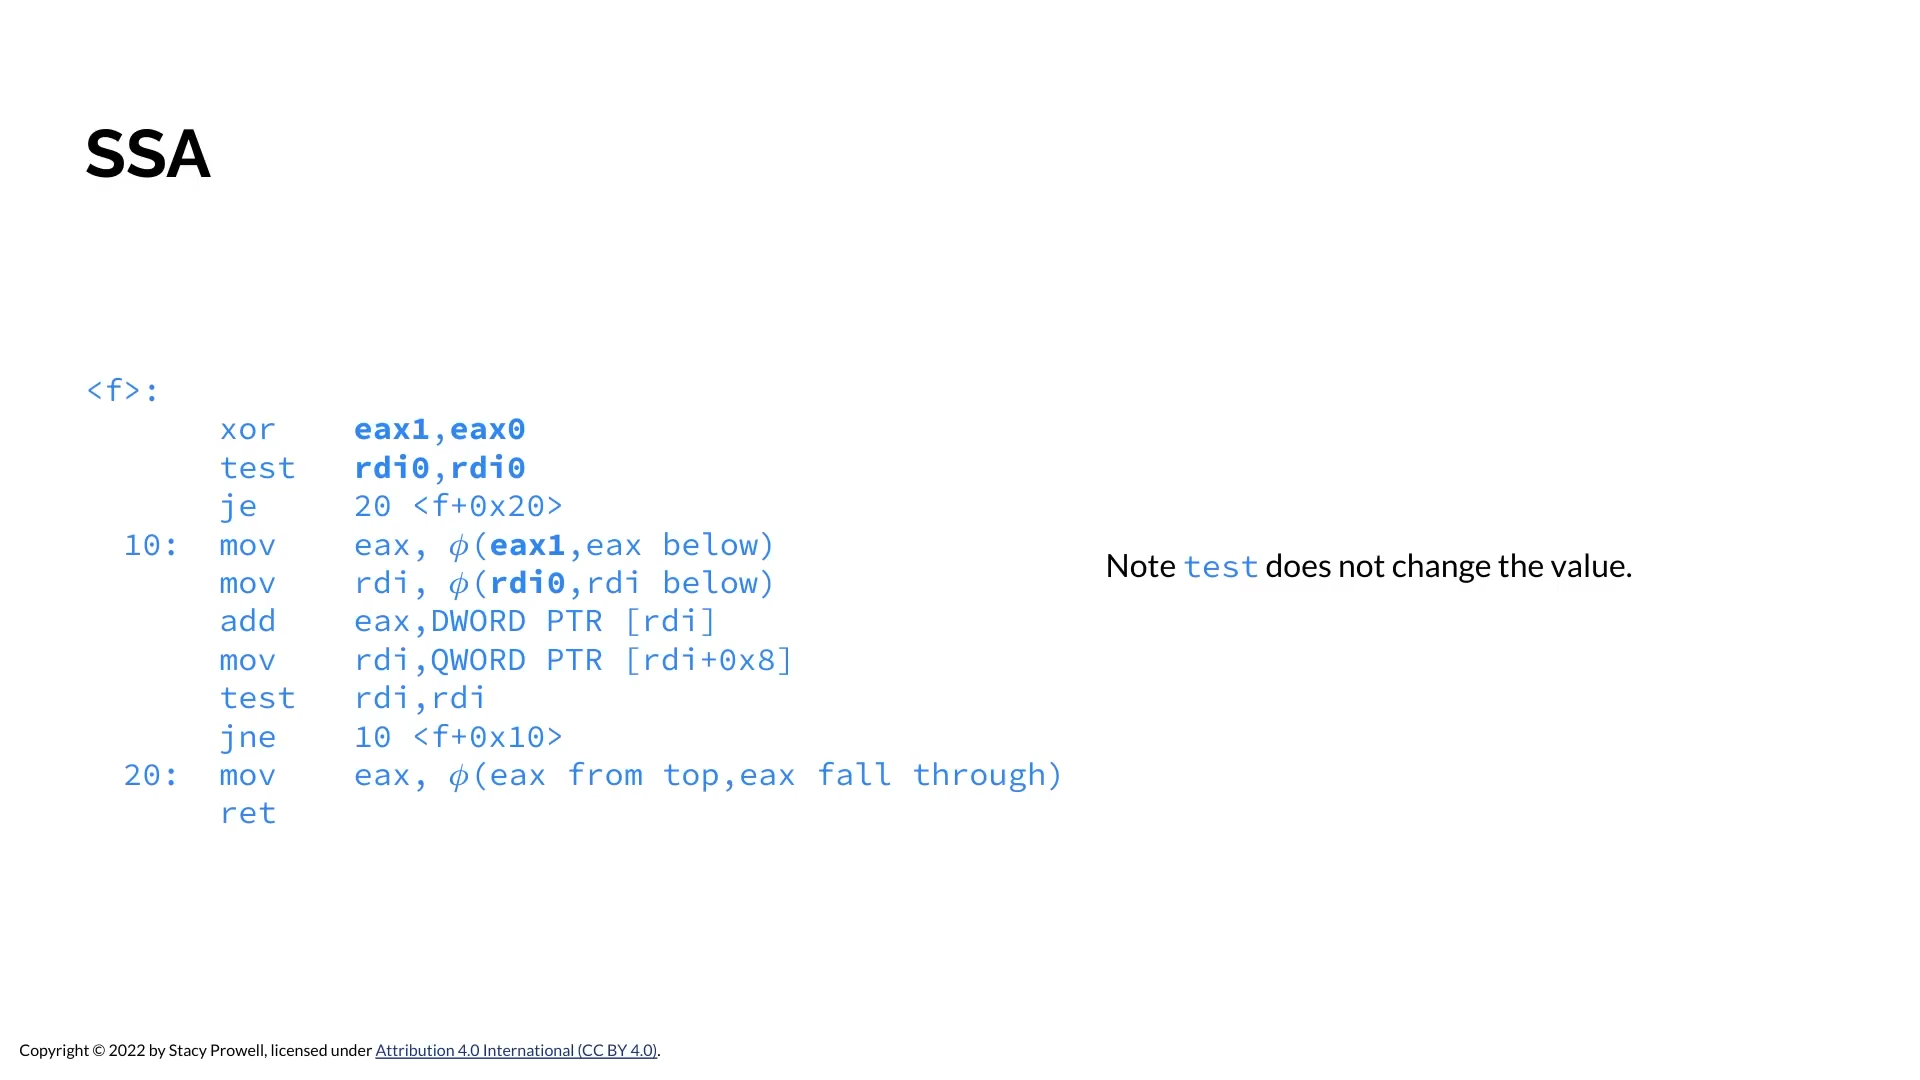 SSA
<f>:
xor eax1,eax0
test rdi0,rdi0
je 20 <f+0x20>
10: mov eax, ϕ(eax1,eax below)
mov rdi, ϕ(rdi0,rdi below)
add eax,DWORD PTR [rdi]
mov rdi,QWORD PTR [rdi+0x8]
test rdi,rdi
jne 10 <f+0x10>
20: mov eax, ϕ(eax from top,eax fall through)
ret
Note test does not change the value.
Copyright © 2022 by Stacy Prowell, licensed under Attribution 4.0 International (CC BY 4.0).